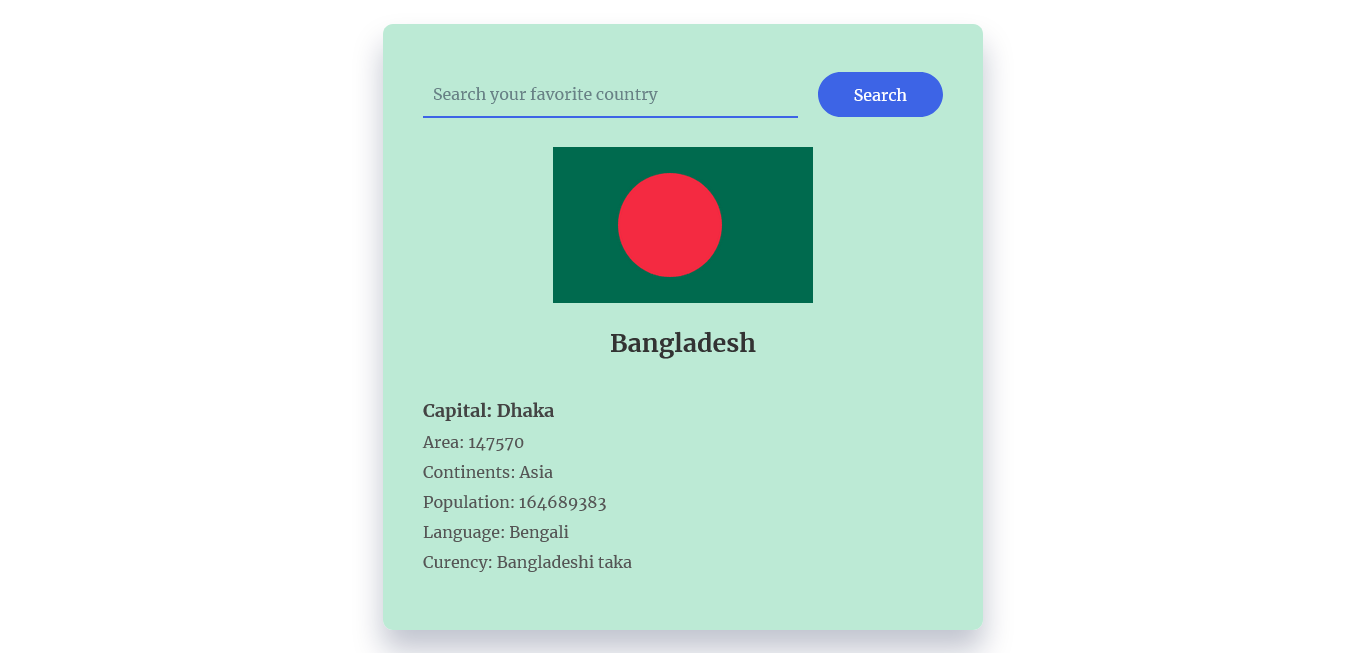 Search your favorite country
Search
Bangladesh
Capital: Dhaka
Area: 147570
Continents: Asia
Population: 164689383
Language: Bengali
Curency: Bangladeshi taka